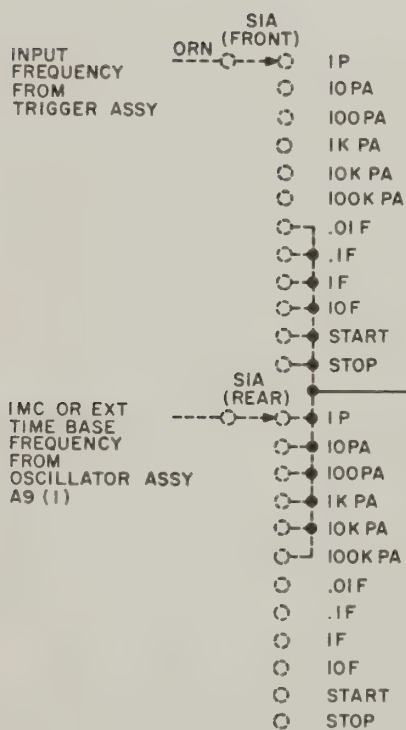 SIA
(FRONT)
INPUT
FREQUENCY
FROM
TRIGGER ASSY
ORN
1P
10PA
100PA
1K PA
10K PA
100K PA
.01F
.1F
1F
10F
START
STOP
SIA
(REAR)
1MC OR EXT
TIME BASE
FREQUENCY
FROM
OSCILLATOR ASSY
A9 (1)
1P
10PA
100PA
1K PA
10K PA
100K PA
.01F
.1F
1F
10F
START
STOP